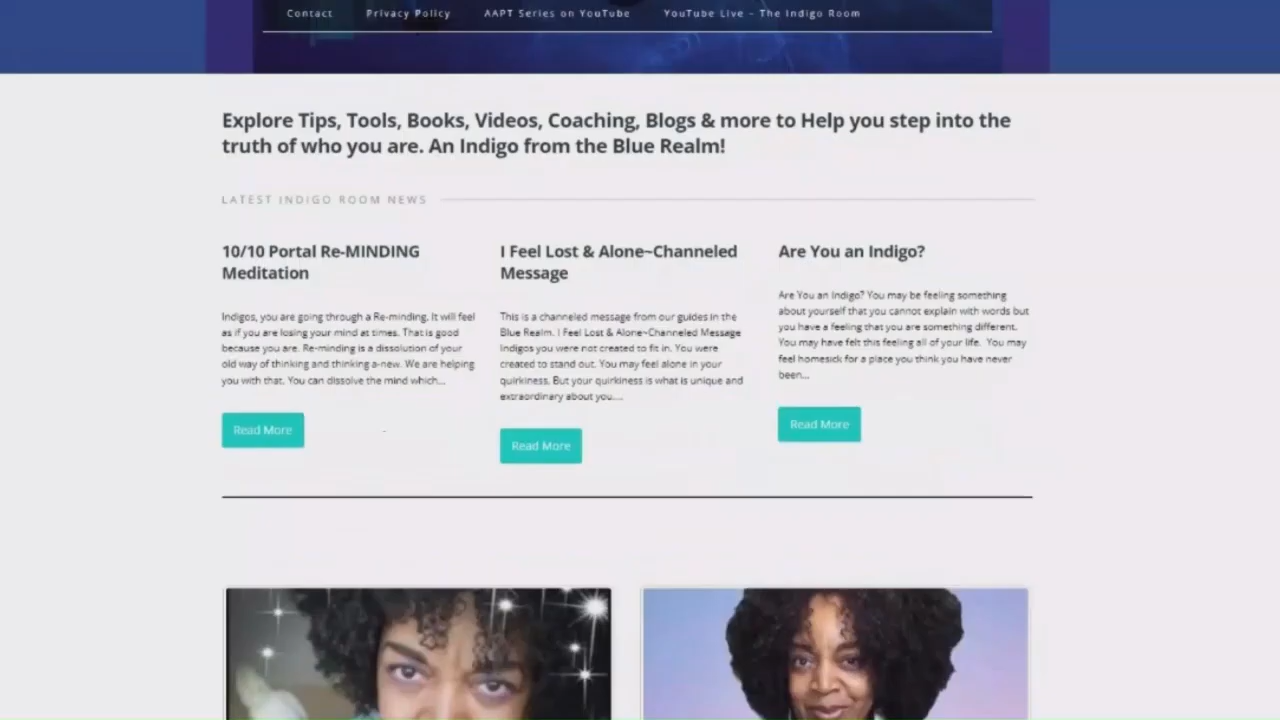 Contact Privacy Policy AAPT Series on YouTube YouTube Live - The Indigo Room
Explore Tips, Tools, Books, Videos, Coaching, Blogs & more to Help you step into the
truth of who you are. An Indigo from the Blue Realm!
LATEST INDIGO ROOM NEWS
10/10 Portal Re-MINDING
Meditation
Indigos, you are going through a Re-minding. It will feel
as if you are losing your mind at times. That is good
because you are. Re-minding is a dissolution of your
old way of thinking and thinking a-new. We are helping
you with that. You can dissolve the mind which...
Read More
I Feel Lost & Alone~Channeled
Message
This is a channeled message from our guides in the
Blue Realm. I Feel Lost & Alone~Channeled Message
Indigos you were not created to fit in. You were
created to stand out. You may feel alone in your
quirkiness. But your quirkiness is what is unique and
extraordinary about you....
Read More
Are You an Indigo?
Are You an Indigo? You may be feeling something
about yourself that you cannot explain with words but
you have a feeling that you are something different.
You may have felt this feeling all of your life. You may
feel homesick for a place you think you have never
been...
Read More